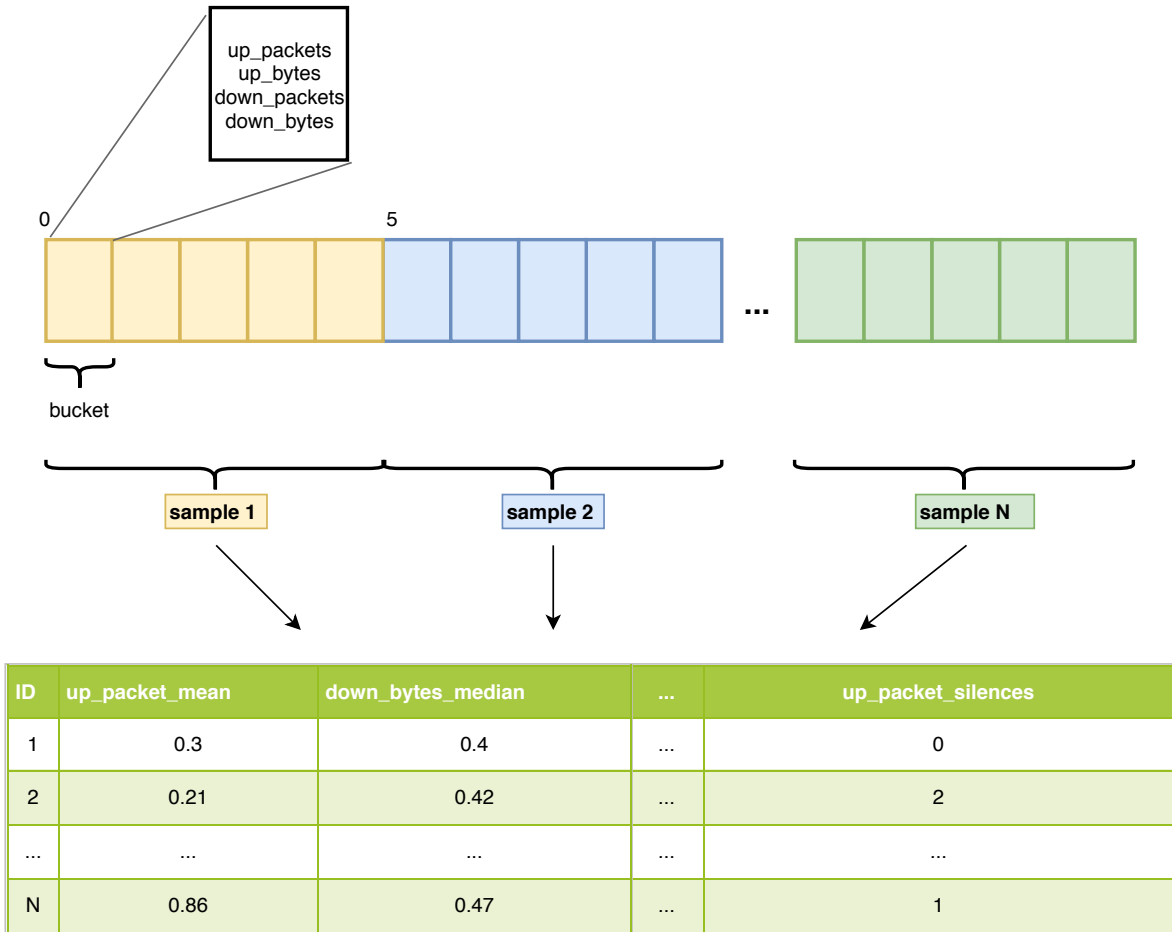 up_packets
up_bytes
down_packets
down_bytes
0 5
...
bucket
sample 1 sample 2 sample N
ID up_packet_mean down_bytes_median ... up_packet_silences
1 0.3 0.4 ... 0
2 0.21 0.42 ... 2
... ... ... ... ...
N 0.86 0.47 ... 1